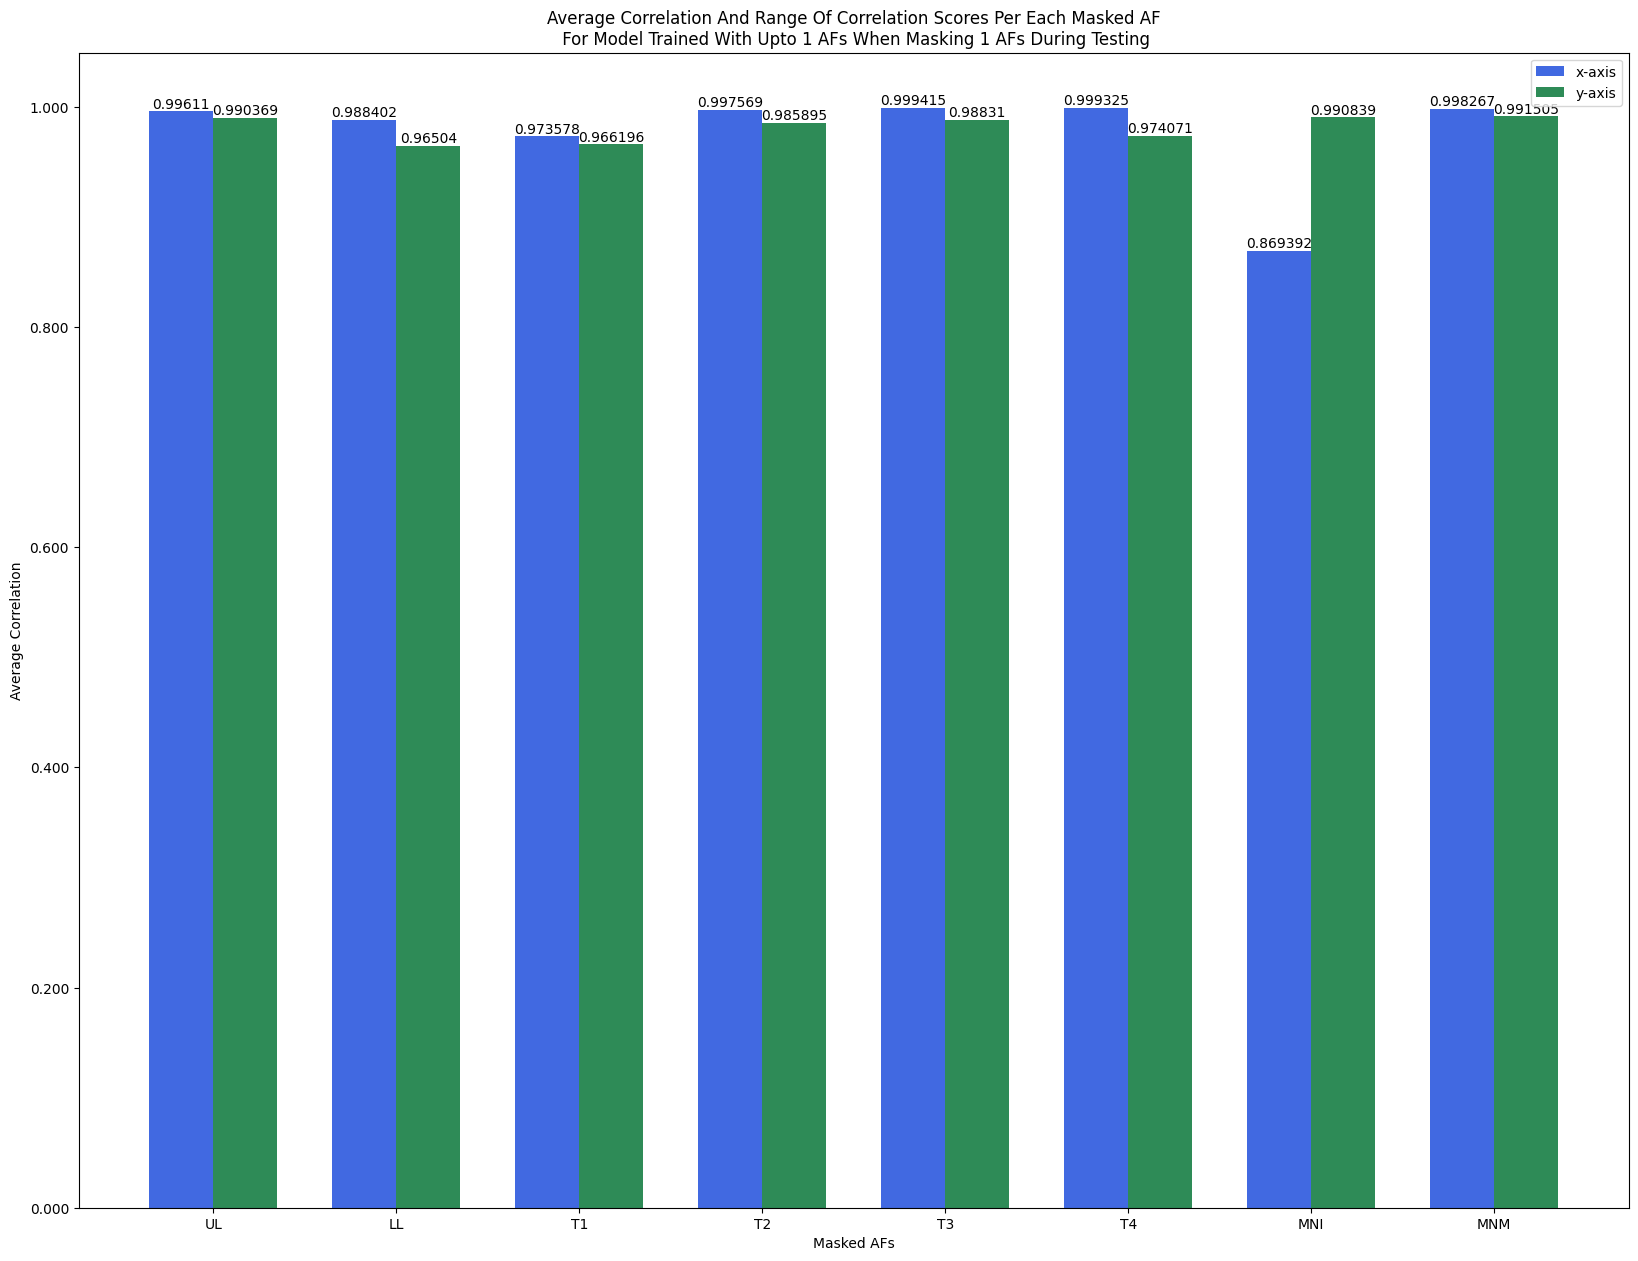 Average Correlation And Range Of Correlation Scores Per Each Masked AF
For Model Trained With Upto 1 AFs When Masking 1 AFs During Testing
x-axis
y-axis
Average Correlation
1.000
0.800
0.600
0.400
0.200
0.000
0.99611
0.990369
0.988402
0.96504
0.973578
0.966196
0.997569
0.985895
0.999415
0.98831
0.999325
0.974071
0.869392
0.990839
0.998267
0.991505
UL
LL
T1
T2
T3
T4
MNI
MNM
Masked AFs